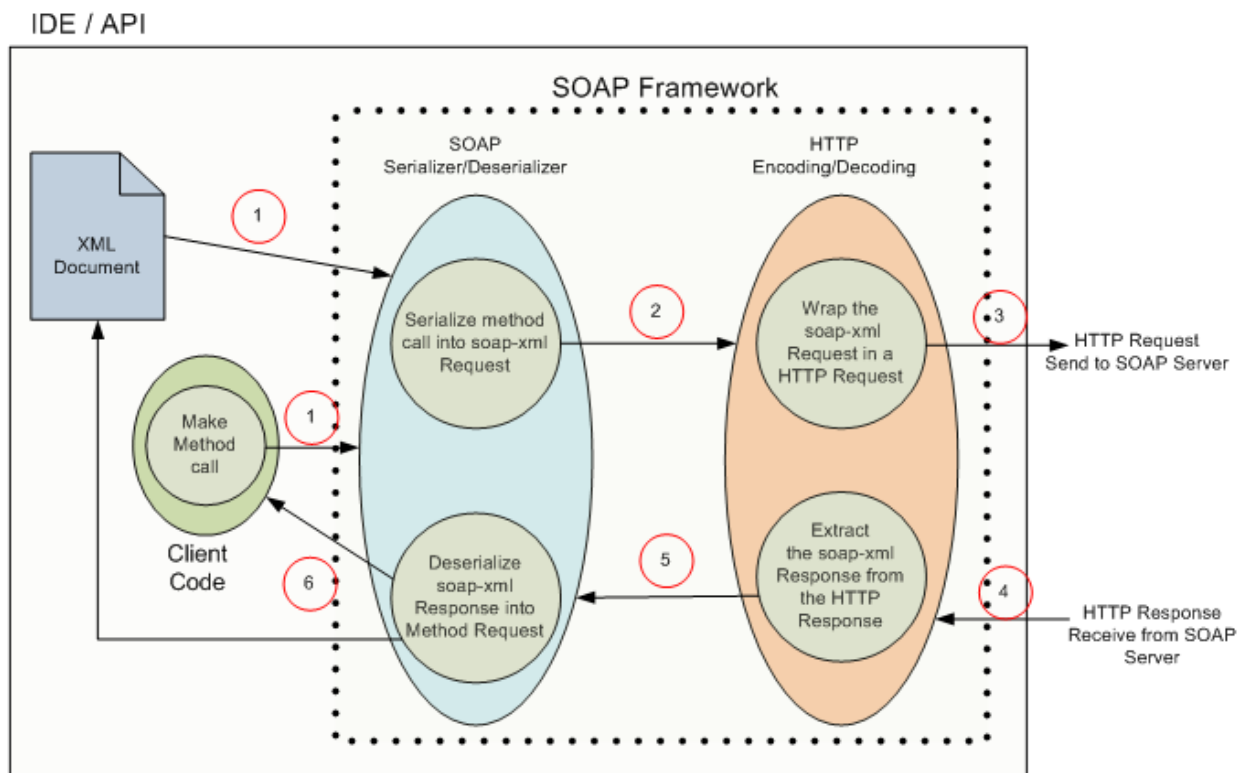 IDE / API
SOAP Framework
SOAP
Serializer/Deserializer
HTTP
Encoding/Decoding
XML
Document
1
Serialize method
call into soap-xml
Request
2
Wrap the
soap-xml
Request in a
HTTP Request
3
HTTP Request
Send to SOAP Server
Make
Method
call
1
Client
Code
6
Deserialize
soap-xml
Response into
Method Request
5
Extract
the soap-xml
Response from
the HTTP
Response
4
HTTP Response
Receive from SOAP
Server